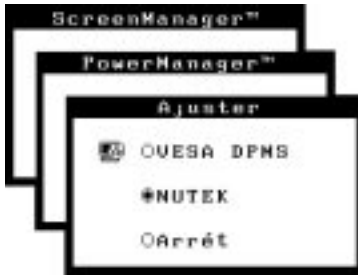 ScreenManager™
PowerManager™
Ajuster
VESA DPMS
NUTEK
Arrêt